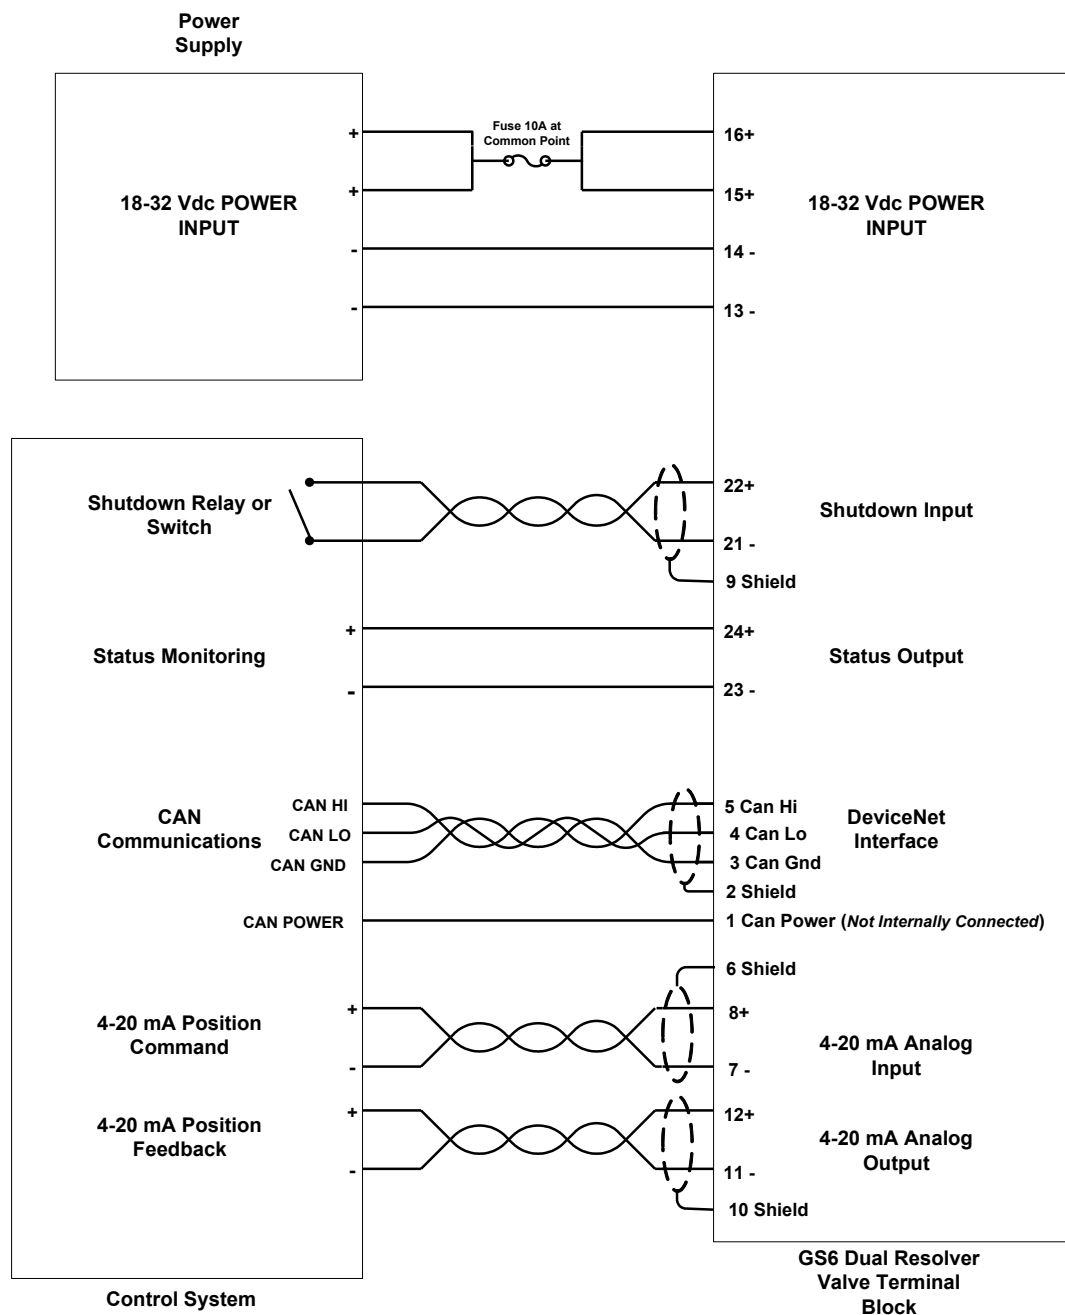 Power
Supply
Fuse 10A at
Common Point
+
16+
+
15+
18-32 Vdc POWER
INPUT
18-32 Vdc POWER
INPUT
-
14 -
-
13 -
Shutdown Relay or
Switch
22+
Shutdown Input
21 -
9 Shield
Status Monitoring
+
24+
Status Output
-
23 -
CAN
Communications
CAN HI
CAN LO
CAN GND
5 Can Hi
4 Can Lo
3 Can Gnd
2 Shield
DeviceNet
Interface
CAN POWER
1 Can Power (Not Internally Connected)
6 Shield
4-20 mA Position
Command
+
8+
4-20 mA Analog
Input
-
7 -
4-20 mA Position
Feedback
+
12+
4-20 mA Analog
Output
-
11 -
10 Shield
Control System
GS6 Dual Resolver
Valve Terminal
Block